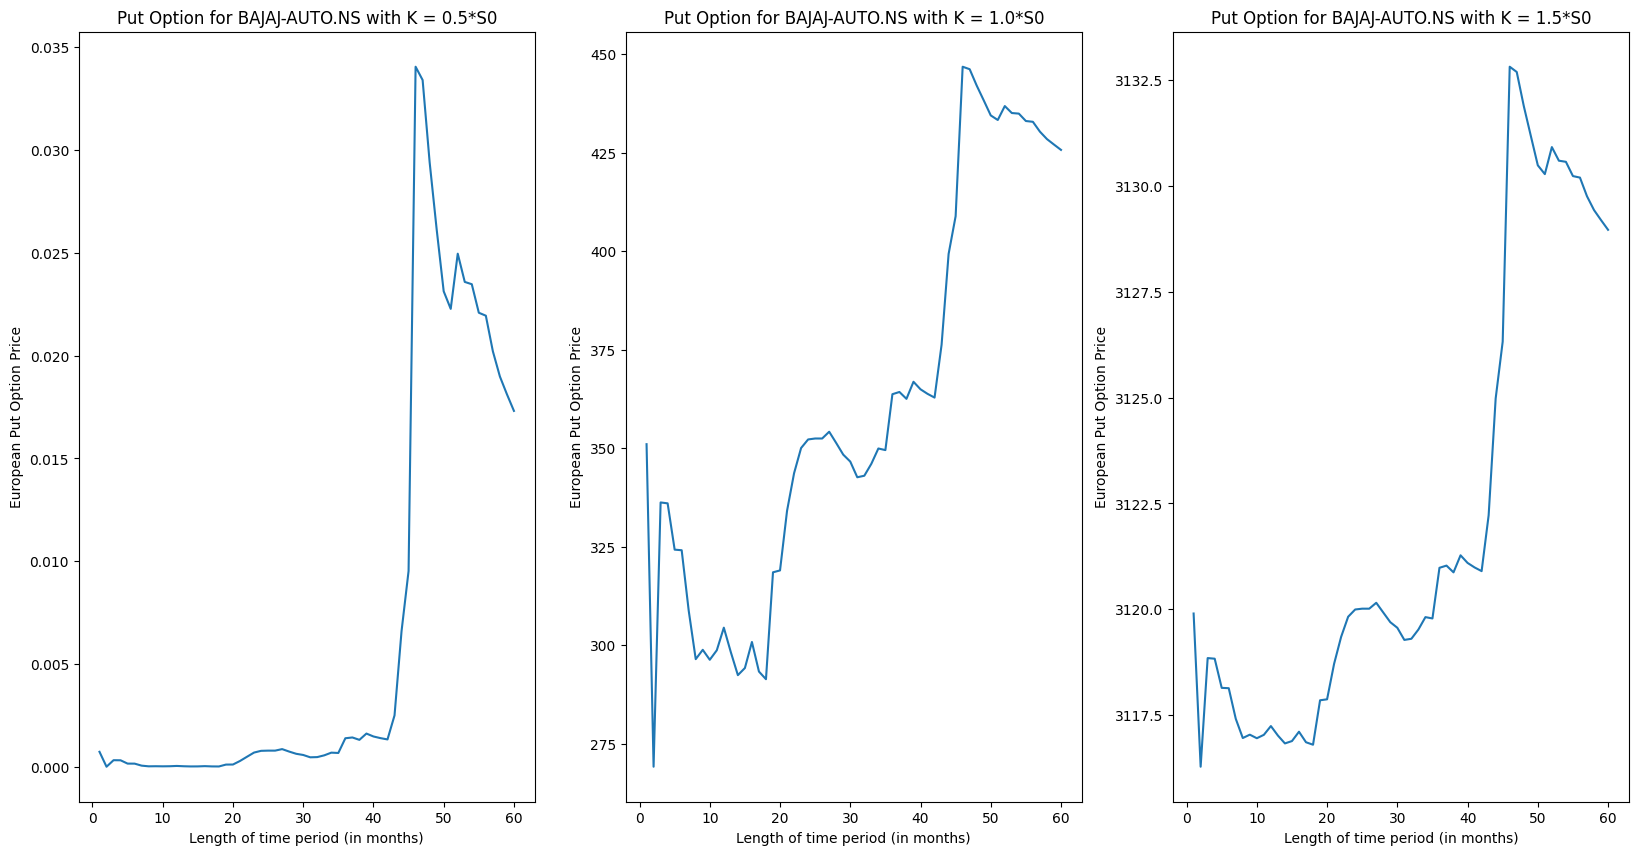 Put Option for BAJAJ-AUTO.NS with K = 0.5*S0
0.035
0.030
0.025
0.020
0.015
0.010
0.005
0.000
European Put Option Price
0 10 20 30 40 50 60
Length of time period (in months)
Put Option for BAJAJ-AUTO.NS with K = 1.0*S0
450
425
400
375
350
325
300
275
European Put Option Price
0 10 20 30 40 50 60
Length of time period (in months)
Put Option for BAJAJ-AUTO.NS with K = 1.5*S0
3132.5
3130.0
3127.5
3125.0
3122.5
3120.0
3117.5
European Put Option Price
0 10 20 30 40 50 60
Length of time period (in months)